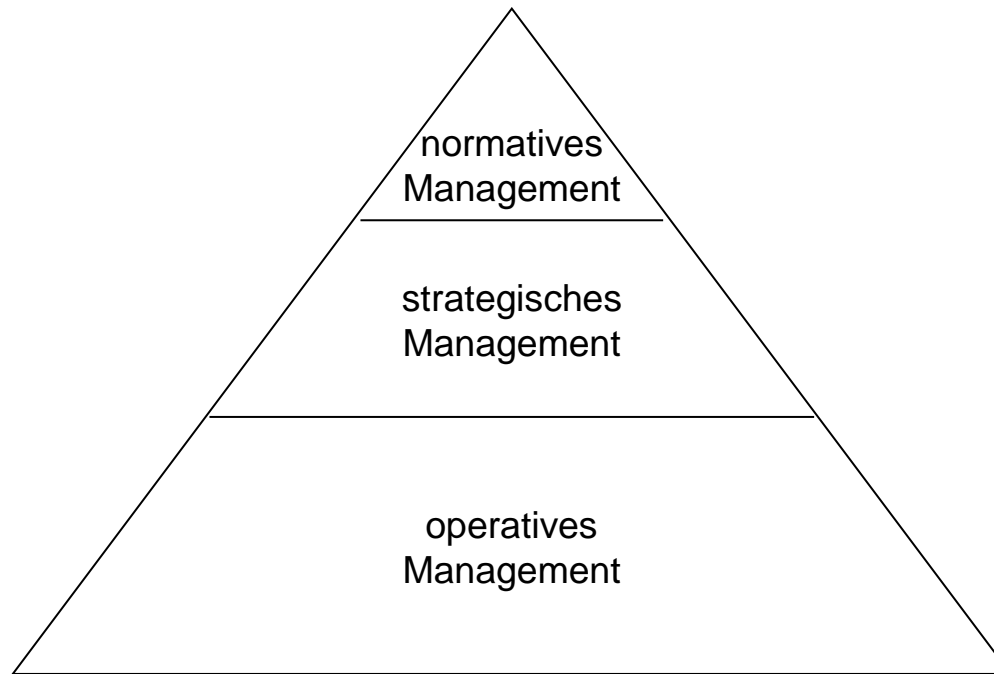 normatives
Management
strategisches
Management
operatives
Management